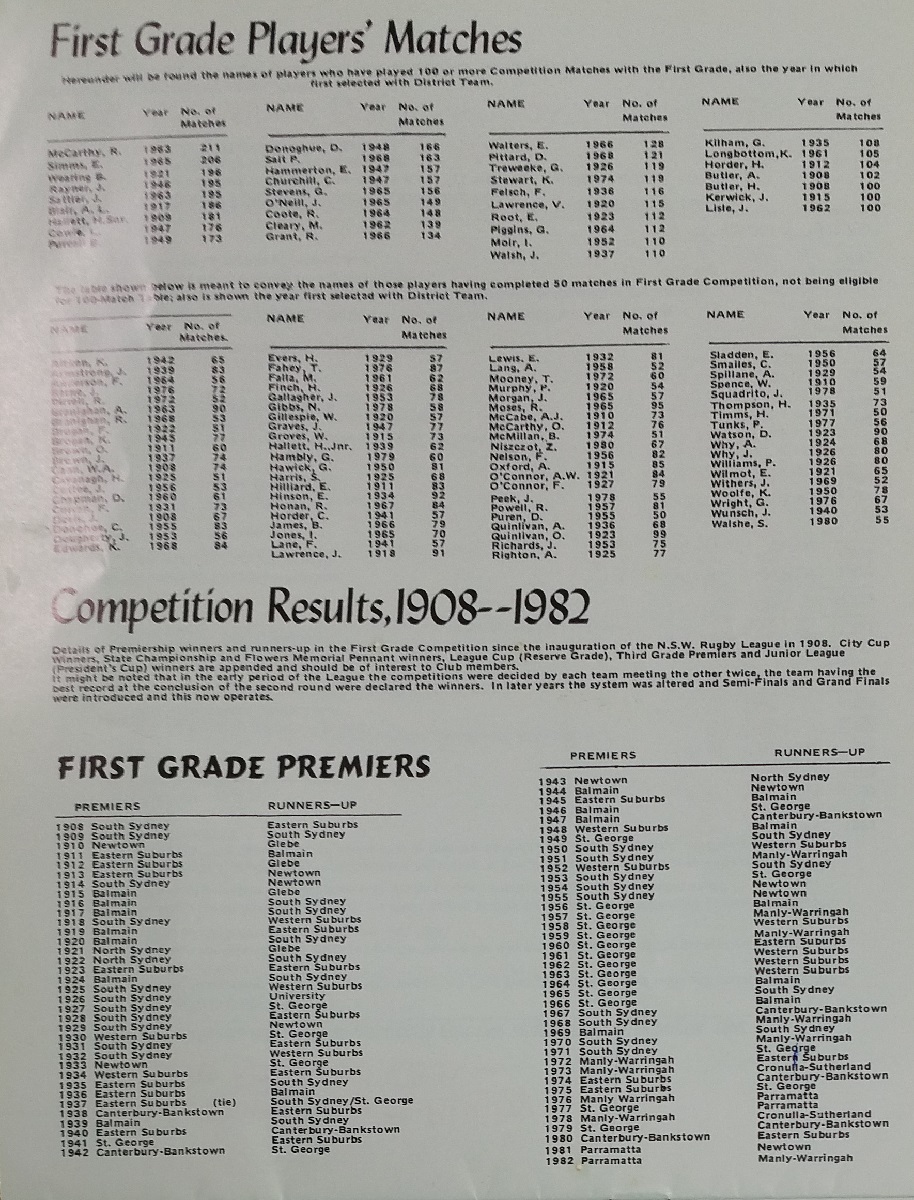 First Grade Players' Matches
Hereunder will be found the names of players who have played 100 or more Competition Matches with the First Grade, also the year in which
first selected with District Team.
NAME Year No. of
Matches
McCarthy, R. 1963 211
Simms, E. 1965 206
Wearing B. 1921 196
Rayner, J. 1946 195
Sattler, J. 1963 195
Blair, A. L. 1917 186
Hallett, H.Snr. 1909 181
Cowie, L. 1947 176
Purcell B. 1949 173
NAME Year No. of
Matches
Donoghue, D. 1948 166
Sait P. 1968 163
Hammerton, E. 1947 157
Churchill, C. 1947 157
Stevens, G. 1965 156
O'Neill, J. 1965 149
Coote, R. 1964 148
Cleary, M. 1962 139
Grant, R. 1966 134
NAME Year No. of
Matches
Walters, E. 1966 128
Pittard, D. 1968 121
Treweeke, G. 1926 119
Stewart, K. 1974 119
Felsch, F. 1936 116
Lawrence, V. 1920 115
Root, E. 1923 112
Piggins, G. 1964 112
Moir, I. 1952 110
Walsh, J. 1937 110
NAME Year No. of
Matches
Kilham, G. 1935 108
Longbottom,K. 1961 105
Horder, H. 1912 104
Butler, A. 1908 102
Butler, H. 1908 100
Kerwick, J. 1915 100
Lisle, J. 1962 100
The table shown below is meant to convey the names of those players having completed 50 matches in First Grade Competition, not being eligible
for 100-Match Table; also is shown the year first selected with District Team.
NAME Year No. of
Matches.
1942 65
1939 83
1964 56
1976 72
1972 52
1963 90
1968 53
1922 51
1945 77
1911 60
1937 74
1908 74
1925 51
1956 53
Chapman, D. 1960 61
1931 73
1908 67
1955 83
1953 56
Edwards, K. 1968 84
NAME Year No. of
Matches
Evers, H. 1929 57
Fahey, T. 1976 87
Falla, M. 1961 62
Finch, H. 1926 68
Gallagher, J. 1953 78
Gibbs, N. 1978 58
Gillespie, W. 1920 57
Graves, J. 1947 77
Groves, W. 1915 73
Hallett, H.,Jnr. 1939 62
Hambly, G. 1979 60
Hawick, G. 1950 81
Harris, S. 1925 68
Hilliard, E. 1911 83
Hinson, E. 1934 92
Honan, R. 1967 84
Horder, C. 1941 57
James, B. 1966 79
Jones, I. 1965 70
Lane, F. 1941 57
Lawrence, J. 1918 91
NAME Year No. of
Matches
Lewis, E. 1932 81
Lang, A. 1958 52
Mooney, T. 1972 60
Murphy, P. 1920 54
Morgan, J. 1965 57
Moses, R. 1965 95
McCabe, A.J. 1910 73
McCarthy, O. 1912 76
McMillan, B. 1974 51
Niszczot, Z. 1980 67
Nelson, F. 1956 82
Oxford, A. 1915 85
O'Connor, A.W. 1921 84
O'Connor, F. 1927 79
Peek, J. 1978 55
Powell, R. 1957 81
Puren, D. 1955 50
Quinlivan, A. 1936 68
Quinlivan, O. 1923 99
Richards, J. 1953 75
Righton, A. 1925 77
NAME Year No. of
Matches
Sladden, E. 1956 64
Smailes, C. 1950 57
Spillane, A. 1929 54
Spence, W. 1910 59
Squadrito, J. 1978 51
Thompson, H. 1935 73
Timms, H. 1971 50
Tunks, P. 1977 56
Watson, D. 1923 90
Why, A. 1924 68
Why, J. 1926 80
Williams, P. 1926 80
Wilmot, E. 1921 65
Withers, J. 1969 52
Woolfe, K. 1950 78
Wright, G. 1976 67
Wunsch, J. 1940 53
Walshe, S. 1980 55
Competition Results,1908--1982
Details of Premiership winners and runners-up in the First Grade Competition since the inauguration of the N.S.W. Rugby League in 1908. City Cup
Winners, State Championship and Flowers Memorial Pennant winners, League Cup (Reserve Grade), Third Grade Premiers and Junior League
(President's Cup) winners are appended and should be of interest to Club members.
It might be noted that in the early period of the League the competitions were decided by each team meeting the other twice, the team having the
best record at the conclusion of the second round were declared the winners. In later years the system was altered and Semi-Finals and Grand Finals
were introduced and this now operates.
FIRST GRADE PREMIERS
PREMIERS RUNNERS—UP
1908 South Sydney Eastern Suburbs
1909 South Sydney South Sydney
1910 Newtown Glebe
1911 Eastern Suburbs Balmain
1912 Eastern Suburbs Glebe
1913 Eastern Suburbs Newtown
1914 South Sydney Newtown
1915 Balmain Glebe
1916 Balmain South Sydney
1917 Balmain South Sydney
1918 South Sydney Western Suburbs
1919 Balmain Eastern Suburbs
1920 Balmain South Sydney
1921 North Sydney Glebe
1922 North Sydney South Sydney
1923 Eastern Suburbs Eastern Suburbs
1924 Balmain South Sydney
1925 South Sydney Western Suburbs
1926 South Sydney University
1927 South Sydney St. George
1928 South Sydney Eastern Suburbs
1929 South Sydney Newtown
1930 Western Suburbs St. George
1931 South Sydney Eastern Suburbs
1932 South Sydney Western Suburbs
1933 Newtown St. George
1934 Western Suburbs Eastern Suburbs
1935 Eastern Suburbs South Sydney
1936 Eastern Suburbs Balmain
1937 Eastern Suburbs (tie) South Sydney/St. George
1938 Canterbury-Bankstown Eastern Suburbs
1939 Balmain South Sydney
1940 Eastern Suburbs Canterbury-Bankstown
1941 St. George Eastern Suburbs
1942 Canterbury-Bankstown St. George
PREMIERS RUNNERS—UP
1943 Newtown North Sydney
1944 Balmain Newtown
1945 Eastern Suburbs Balmain
1946 Balmain St. George
1947 Balmain Canterbury-Bankstown
1948 Western Suburbs Balmain
1949 St. George South Sydney
1950 South Sydney Western Suburbs
1951 South Sydney Manly-Warringah
1952 Western Suburbs South Sydney
1953 South Sydney St. George
1954 South Sydney Newtown
1955 South Sydney Newtown
1956 St. George Balmain
1957 St. George Manly-Warringah
1958 St. George Western Suburbs
1959 St. George Manly-Warringah
1960 St. George Eastern Suburbs
1961 St. George Western Suburbs
1962 St. George Western Suburbs
1963 St. George Western Suburbs
1964 St. George Balmain
1965 St. George South Sydney
1966 St. George Balmain
1967 South Sydney Canterbury-Bankstown
1968 South Sydney Manly-Warringah
1969 Balmain South Sydney
1970 South Sydney Manly-Warringah
1971 South Sydney St. George
1972 Manly-Warringah Eastern Suburbs
1973 Manly-Warringah Cronulla-Sutherland
1974 Eastern Suburbs Canterbury-Bankstown
1975 Eastern Suburbs St. George
1976 Manly Warringah Parramatta
1977 St. George Parramatta
1978 Manly-Warringah Cronulla-Sutherland
1979 St. George Canterbury-Bankstown
1980 Canterbury-Bankstown Eastern Suburbs
1981 Parramatta Newtown
1982 Parramatta Manly-Warringah